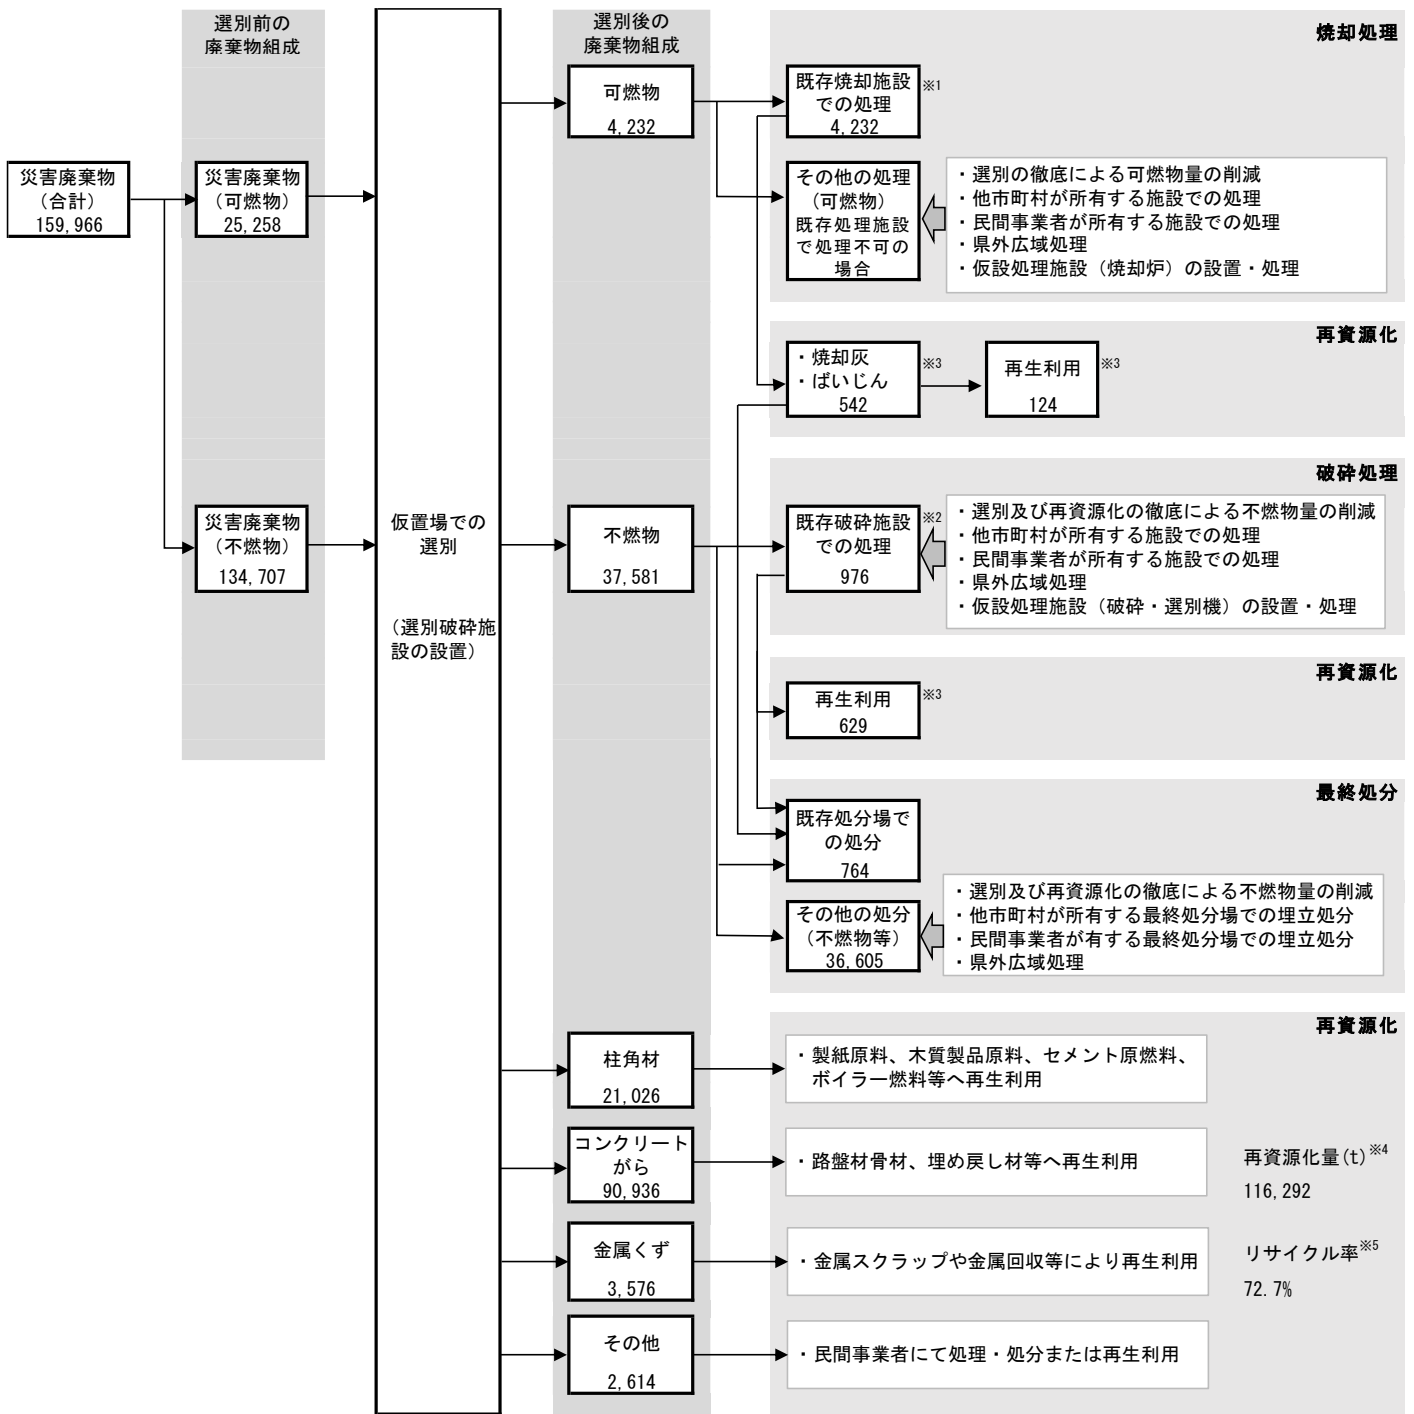 選別前の
廃棄物組成
選別後の
廃棄物組成
災害廃棄物
（合計）
159,966
災害廃棄物
（可燃物）
25,258
災害廃棄物
（不燃物）
134,707
仮置場での
選別
（選別破砕施
設の設置）
可燃物
4,232
不燃物
37,581
柱角材
21,026
コンクリート
がら
90,936
金属くず
3,576
その他
2,614
焼却処理
既存焼却施設
での処理
4,232
※1
その他の処理
（可燃物）
既存処理施設
で処理不可の
場合
・選別の徹底による可燃物量の削減
・他市町村が所有する施設での処理
・民間事業者が所有する施設での処理
・県外広域処理
・仮設処理施設（焼却炉）の設置・処理
再資源化
・焼却灰
・ばいじん
542
※3
再生利用
124
※3
破砕処理
既存破砕施設
での処理
976
※2
・選別及び再資源化の徹底による不燃物量の削減
・他市町村が所有する施設での処理
・民間事業者が所有する施設での処理
・県外広域処理
・仮設処理施設（破砕・選別機）の設置・処理
再資源化
再生利用
629
※3
最終処分
既存処分場で
の処分
764
その他の処分
（不燃物等）
36,605
・選別及び再資源化の徹底による不燃物量の削減
・他市町村が所有する最終処分場での埋立処分
・民間事業者が有する最終処分場での埋立処分
・県外広域処理
再資源化
・製紙原料、木質製品原料、セメント原燃料、
ボイラー燃料等へ再生利用
・路盤材骨材、埋め戻し材等へ再生利用
・金属スクラップや金属回収等により再生利用
・民間事業者にて処理・処分または再生利用
再資源化量(t)※4
116,292
リサイクル率※5
72.7%